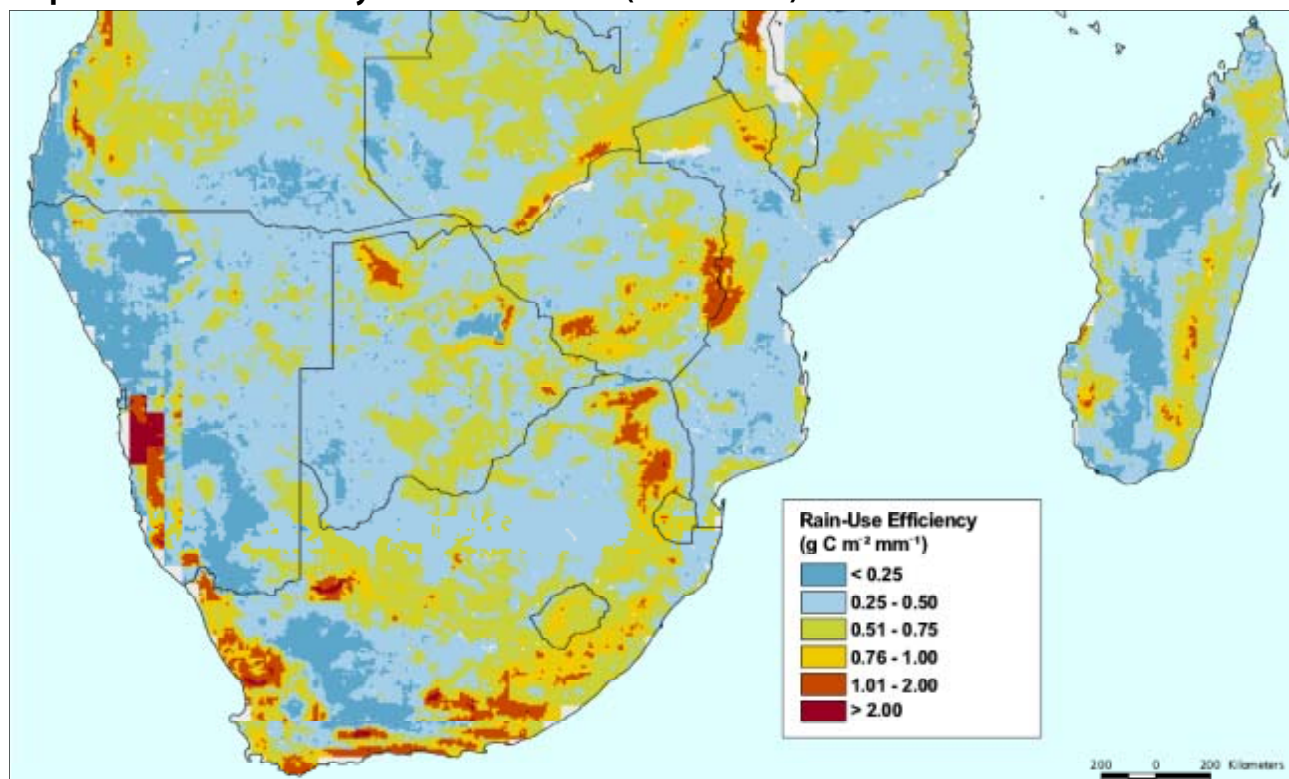 Rain-Use Efficiency
(g C m⁻² mm⁻¹)
< 0.25
0.25 - 0.50
0.51 - 0.75
0.76 - 1.00
1.01 - 2.00
> 2.00
200 0 200 Kilometers